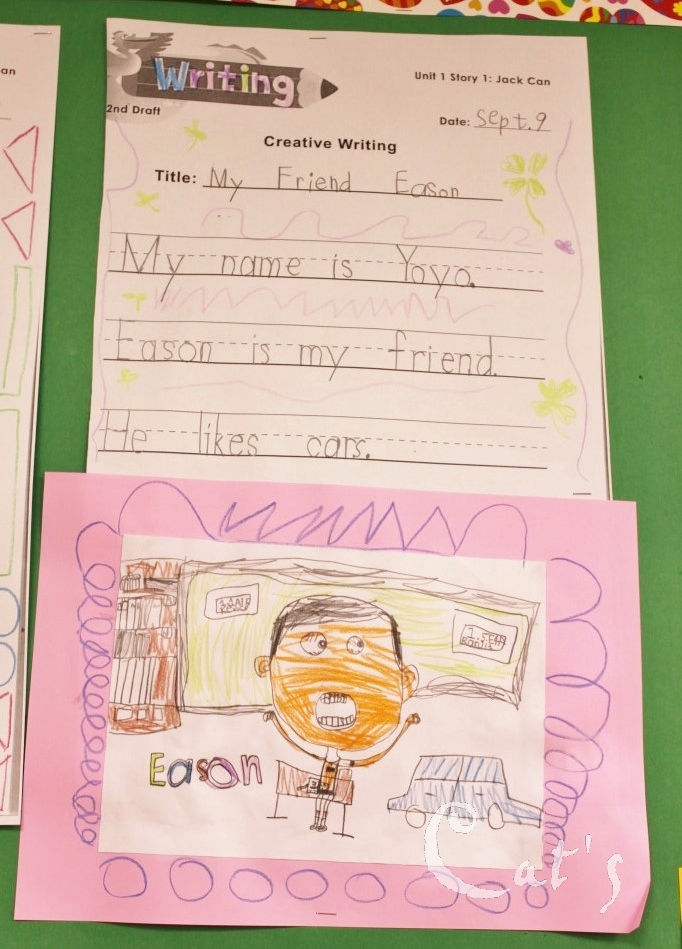 an
Writing
Unit 1 Story 1: Jack Can
2nd Draft
Date: Sept. 9
Creative Writing
Title: My Friend Eason
My name is Yoyo.
Eason is my friend.
He likes cars.
Eason
Cat's